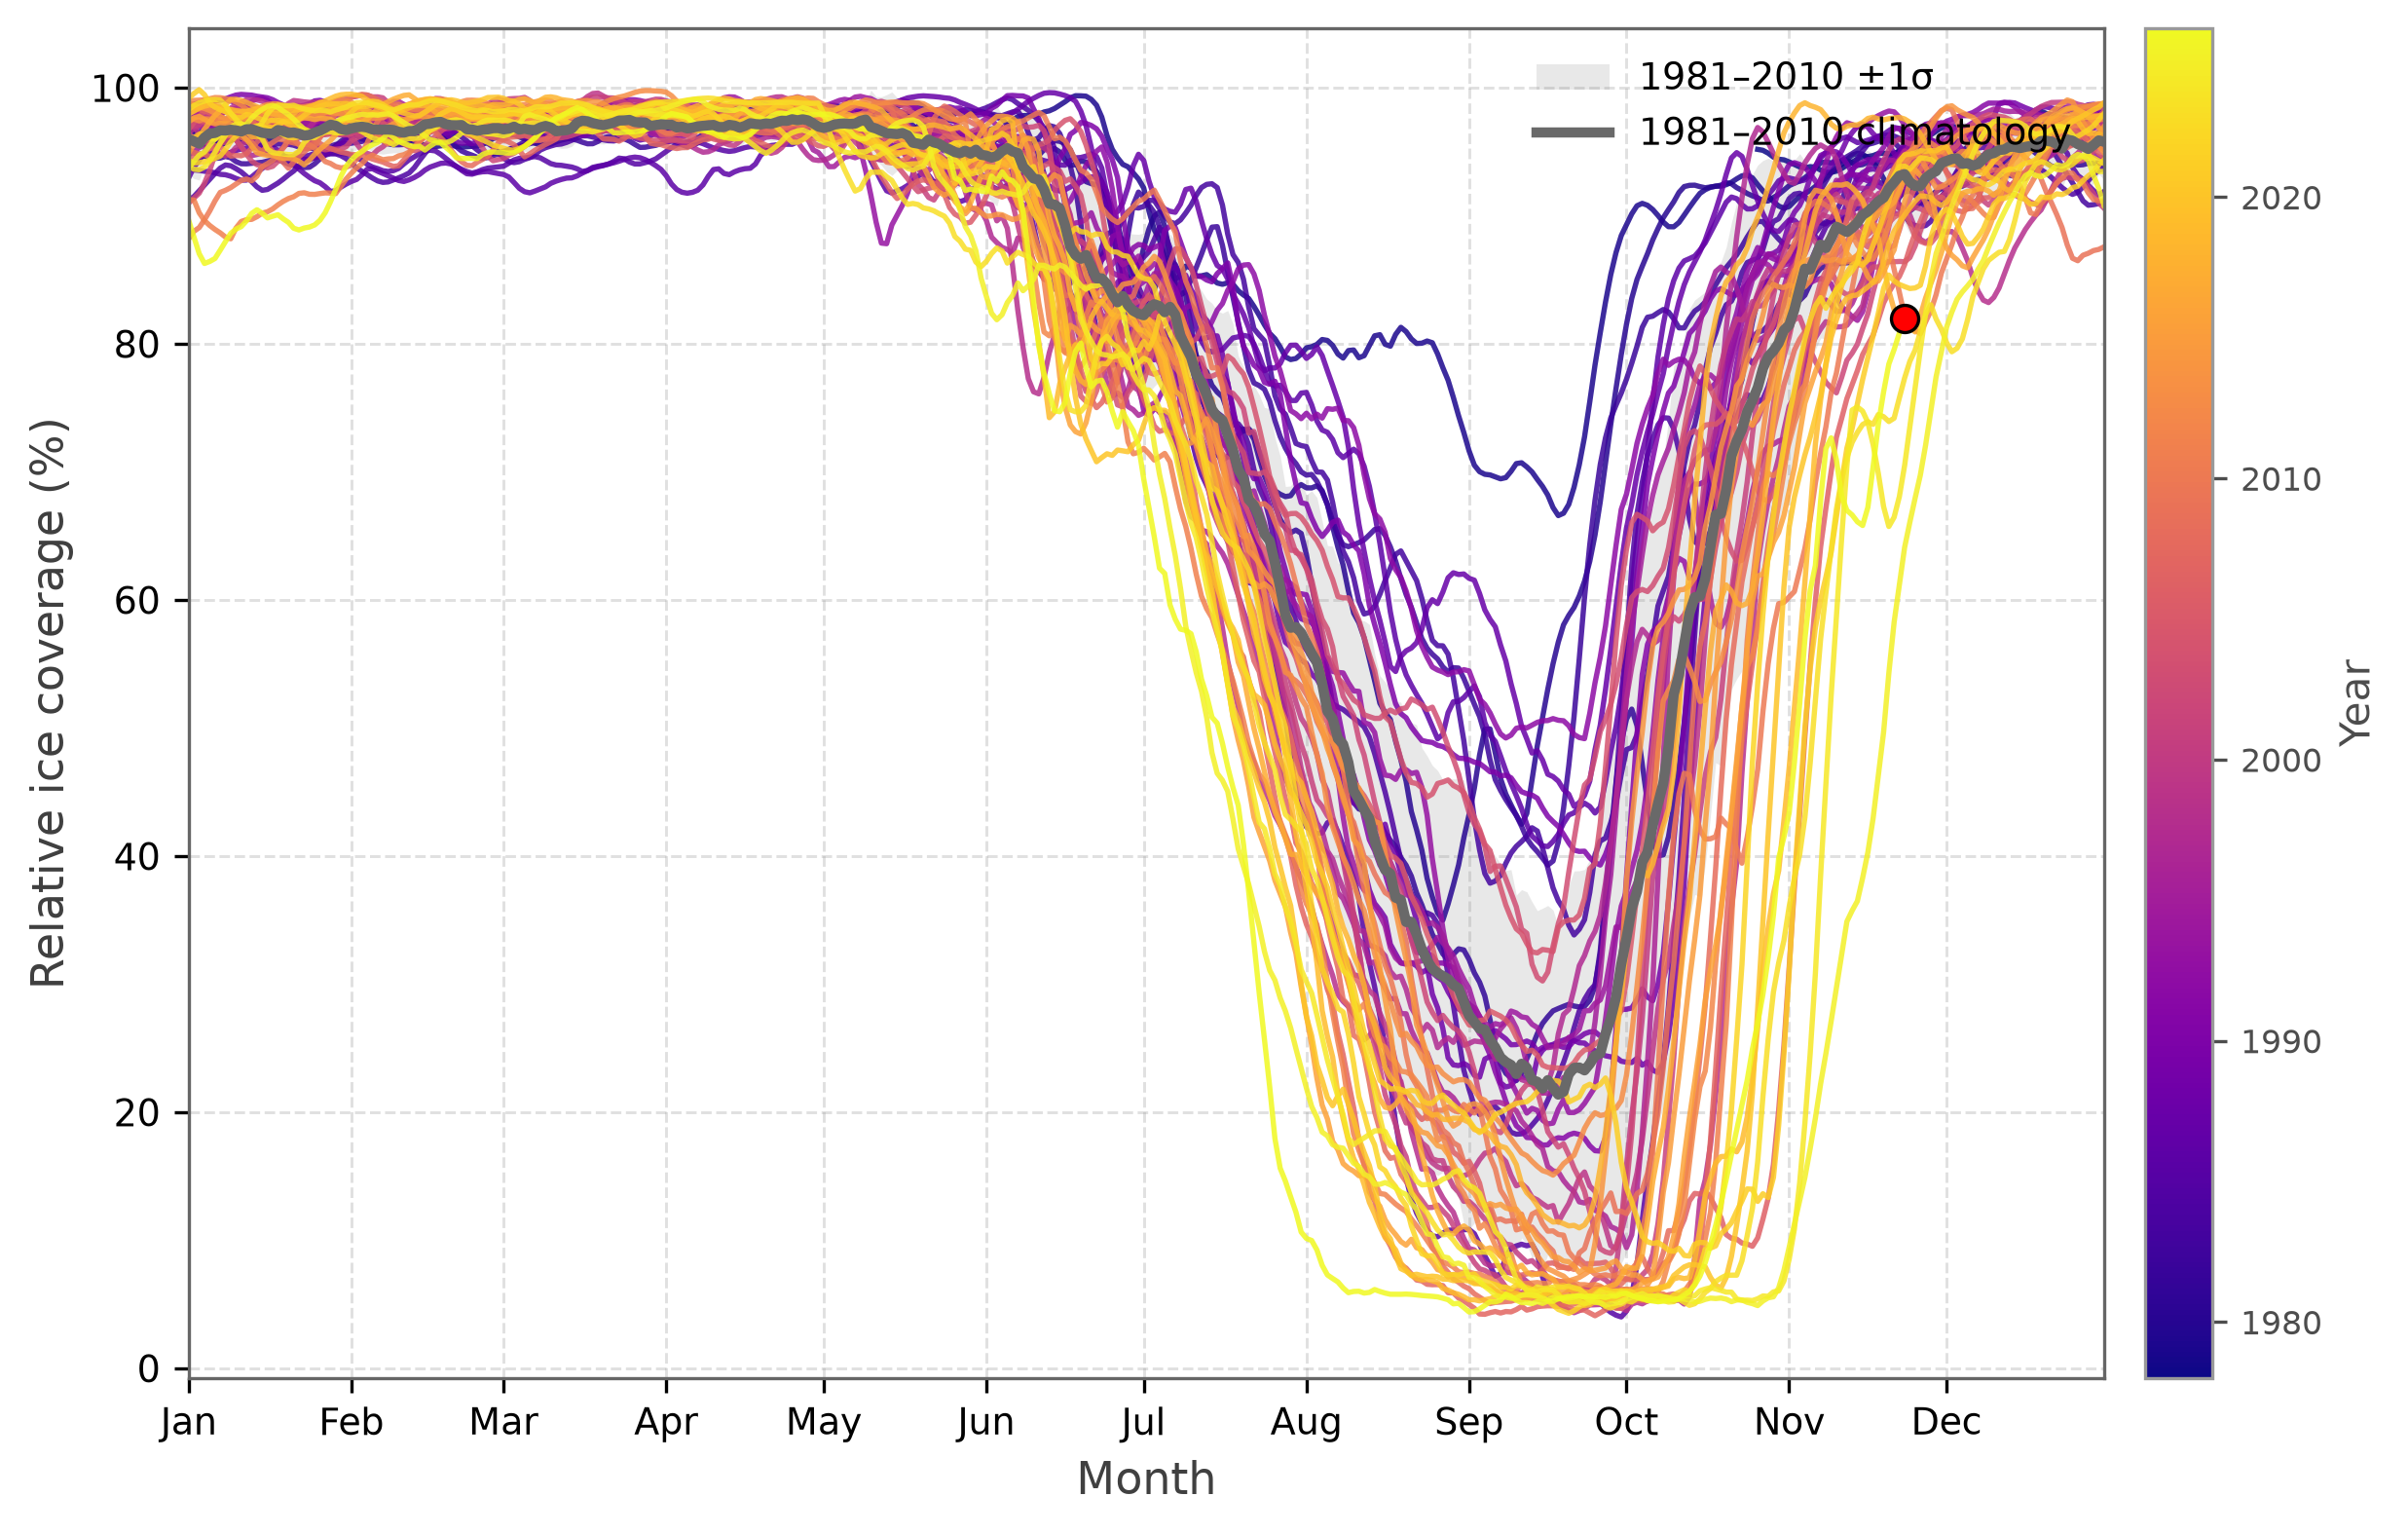 1981–2010 ±1σ
1981–2010 climatology
100
80
60
40
20
0
Relative ice coverage (%)
Jan Feb Mar Apr May Jun Jul Aug Sep Oct Nov Dec
Month
2020
2010
2000
1990
1980
Year